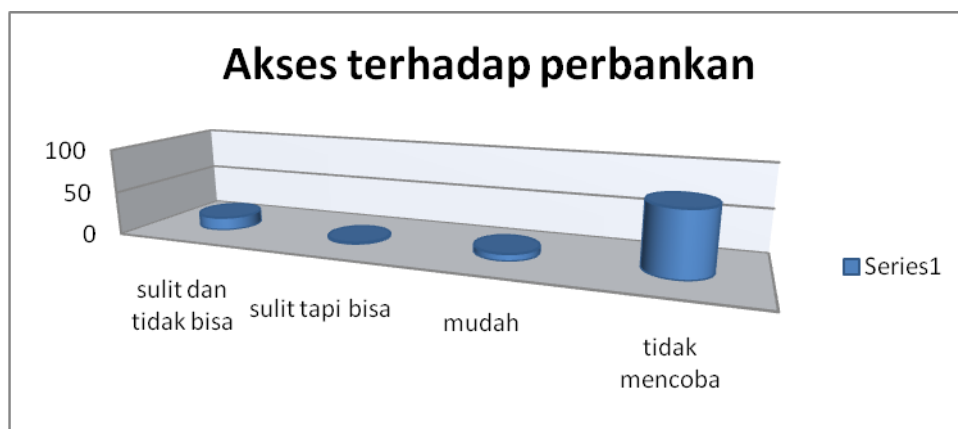 Akses terhadap perbankan
100
50
0
sulit dan
tidak bisa
sulit tapi bisa
mudah
tidak
mencoba
Series1